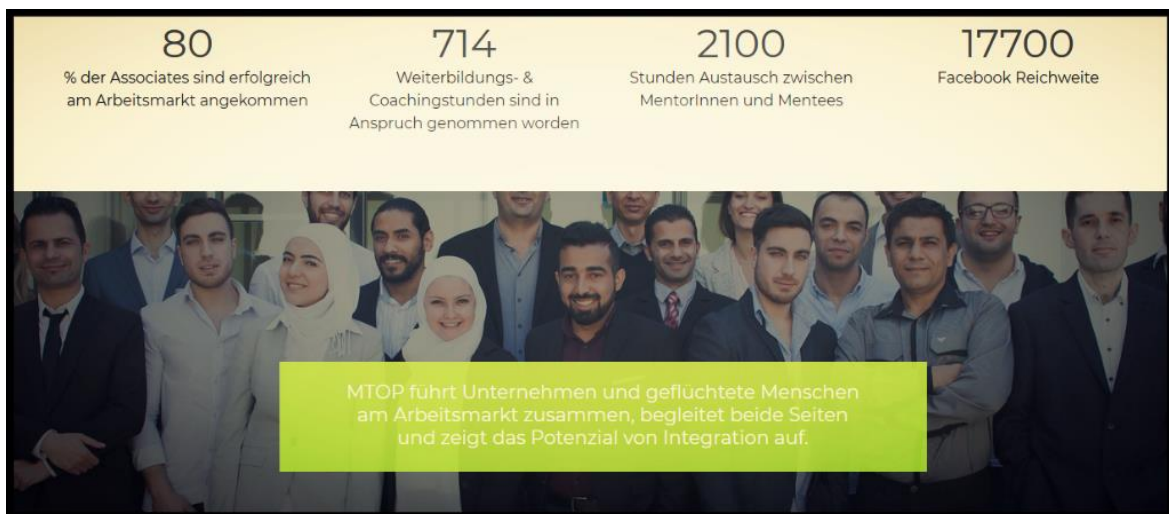 80
% der Associates sind erfolgreich
am Arbeitsmarkt angekommen
714
Weiterbildungs- &
Coachingstunden sind in
Anspruch genommen worden
2100
Stunden Austausch zwischen
MentorInnen und Mentees
17700
Facebook Reichweite
MTOP führt Unternehmen und geflüchtete Menschen
am Arbeitsmarkt zusammen, begleitet beide Seiten
und zeigt das Potenzial von Integration auf.